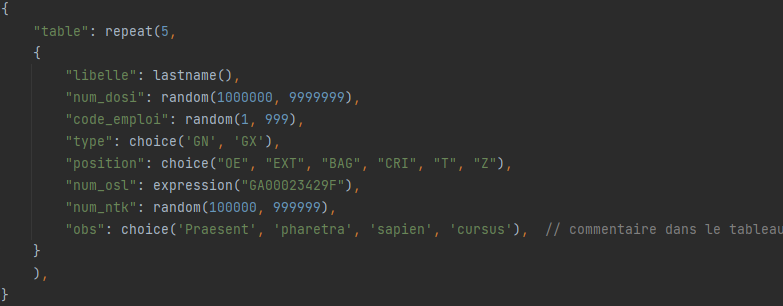 {
    "table": repeat(5,
    {
        "libelle": lastname(),
        "num_dosi": random(1000000, 9999999),
        "code_emploi": random(1, 999),
        "type": choice('GN', 'GX'),
        "position": choice("OE", "EXT", "BAG", "CRI", "T", "Z"),
        "num_osl": expression("GA00023429F"),
        "num_ntk": random(100000, 999999),
        "obs": choice('Praesent', 'pharetra', 'sapien', 'cursus'),  // commentaire dans le tableau
    }
    ),
}